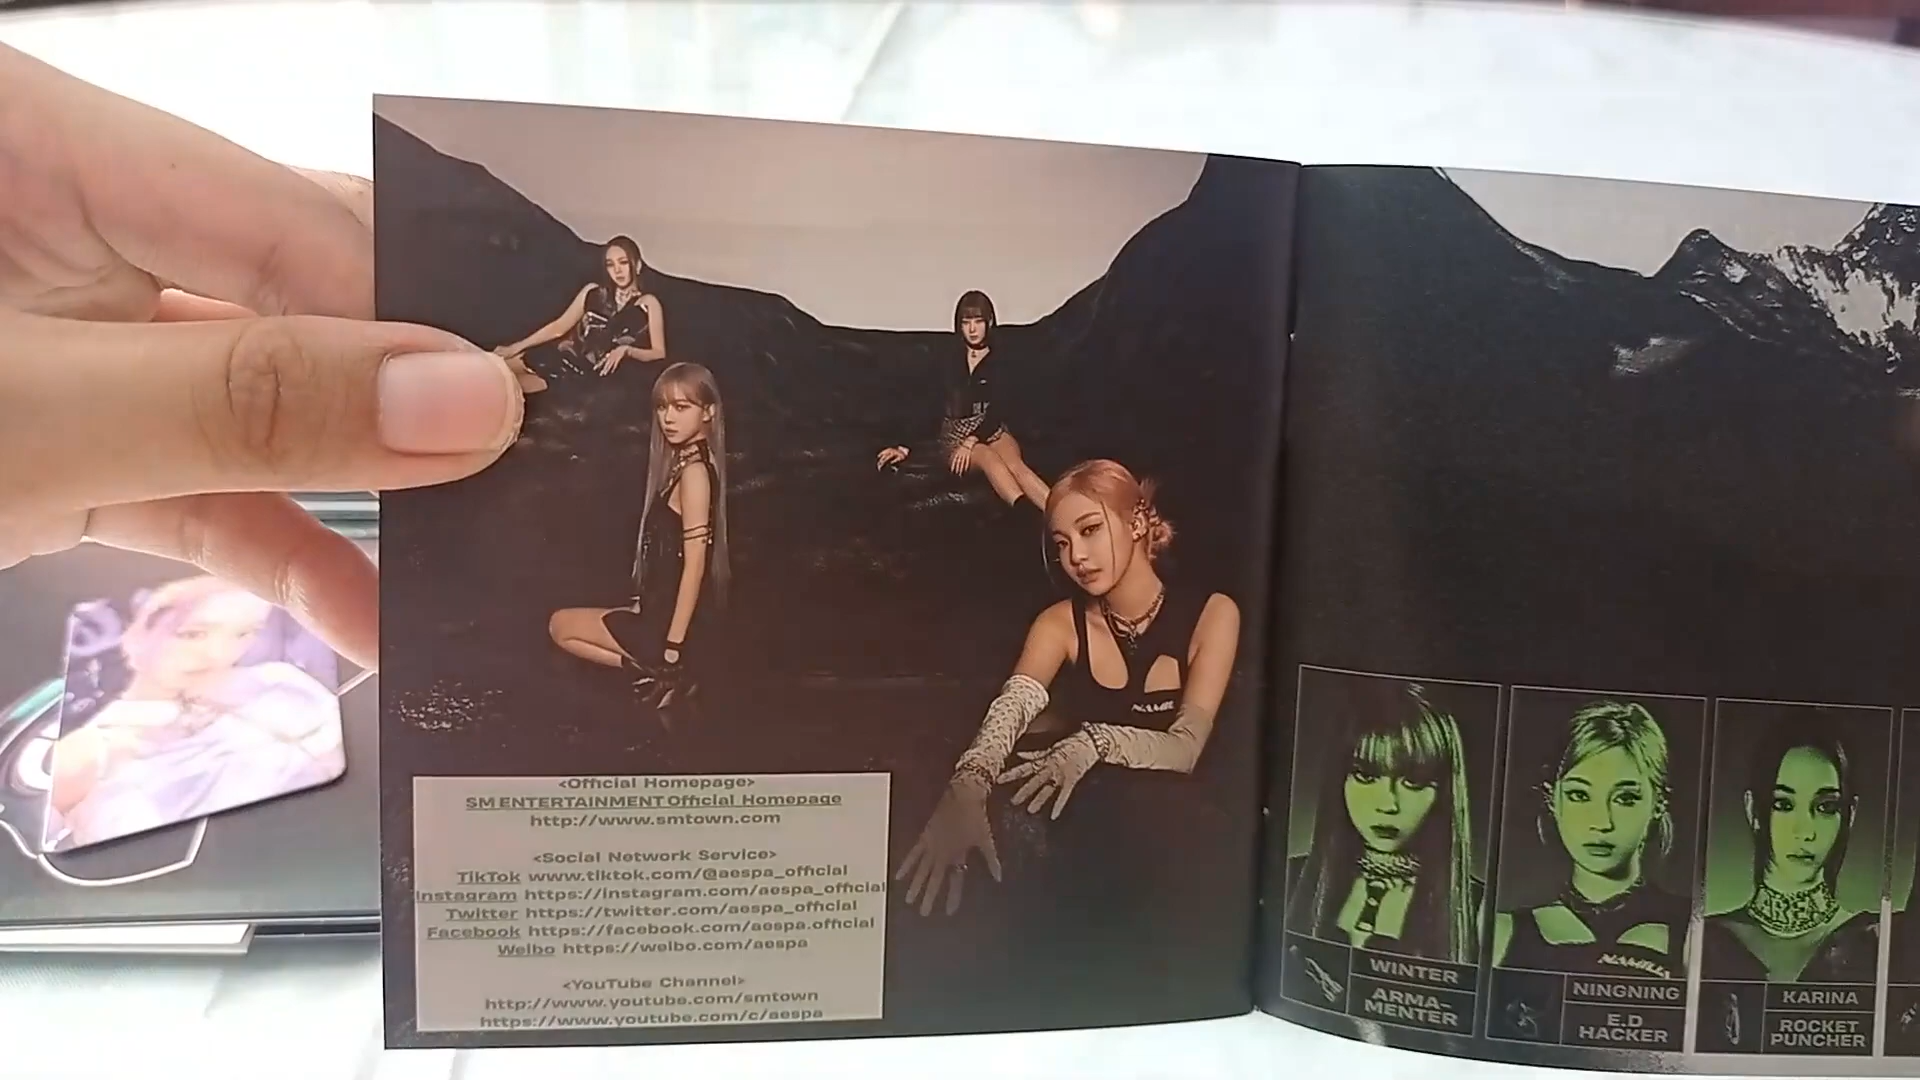 NAMIL
<Official Homepage>
SM ENTERTAINMENT Official Homepage
http://www.smtown.com
<Social Network Service>
TikTok www.tiktok.com/@aespa_official
Instagram https://instagram.com/aespa_official
Twitter https://twitter.com/aespa_official
Facebook https://facebook.com/aespa.official
Weibo https://weibo.com/aespa
<YouTube Channel>
http://www.youtube.com/smtown
https://www.youtube.com/c/aespa
WINTER
ARMA-
MENTER
NINGNING
E.D
HACKER
KARINA
ROCKET
PUNCHER